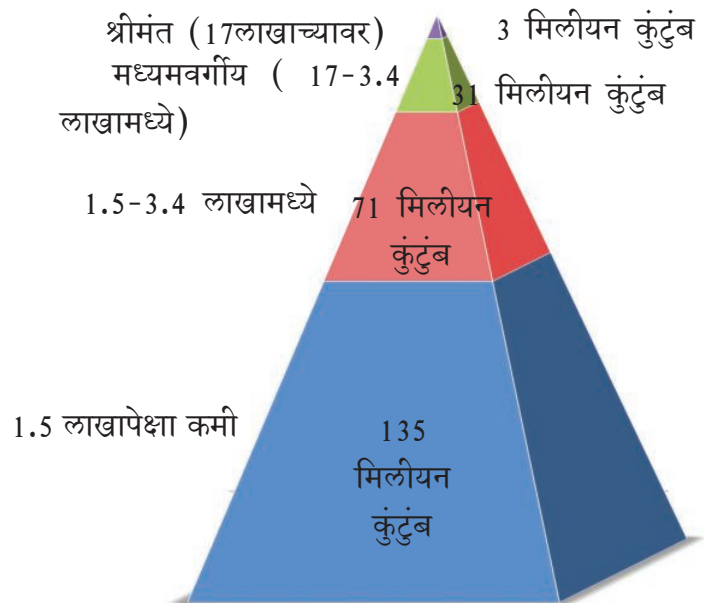 श्रीमंत (17लाखाच्यावर)
3 मिलीयन कुंटुंब
मध्यमवर्गीय ( 17-3.4
लाखामध्ये)
31 मिलीयन कुंटुंब
1.5-3.4 लाखामध्ये
71 मिलीयन
कुंटुंब
1.5 लाखापेक्षा कमी
135
मिलीयन
कुंटुंब